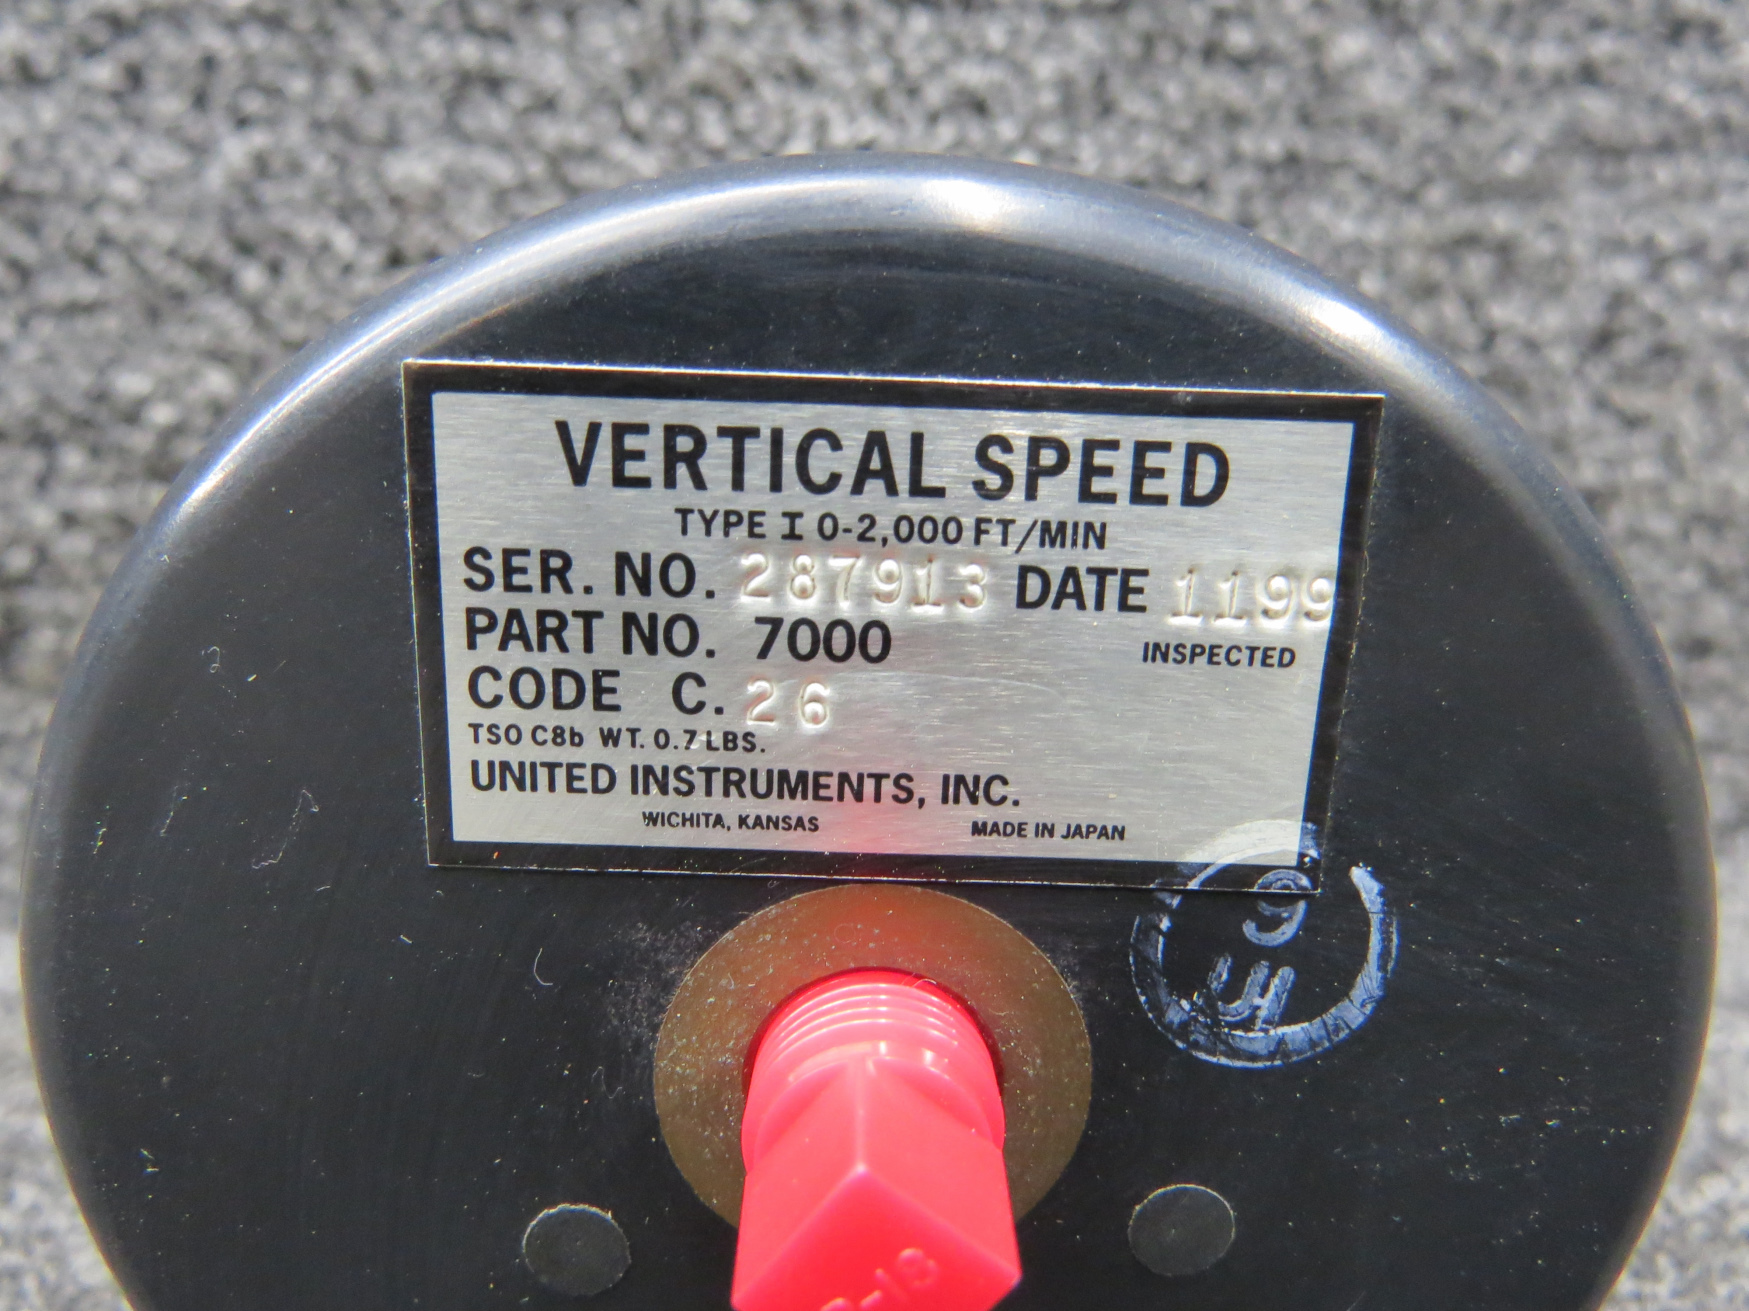 VERTICAL SPEED
TYPE I 0-2,000 FT/MIN
SER. NO. 287913 DATE 1199
PART NO. 7000 INSPECTED
CODE C. 26
TSO C8b WT. 0.7 LBS.
UNITED INSTRUMENTS, INC.
WICHITA, KANSAS MADE IN JAPAN
9